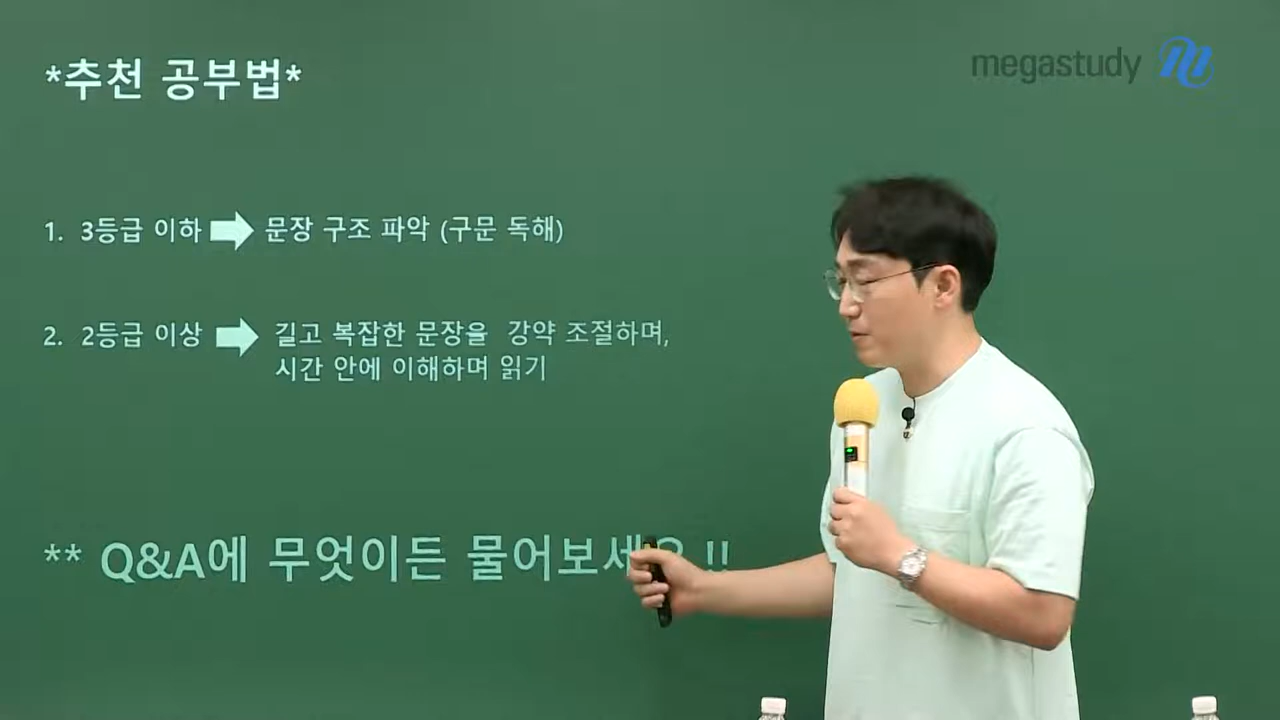 *추천 공부법*
megastudy
1. 3등급 이하 ➡ 문장 구조 파악 (구문 독해)
2. 2등급 이상 ➡ 길고 복잡한 문장을 강약 조절하며,
시간 안에 이해하며 읽기
** Q&A에 무엇이든 물어보세요 !!